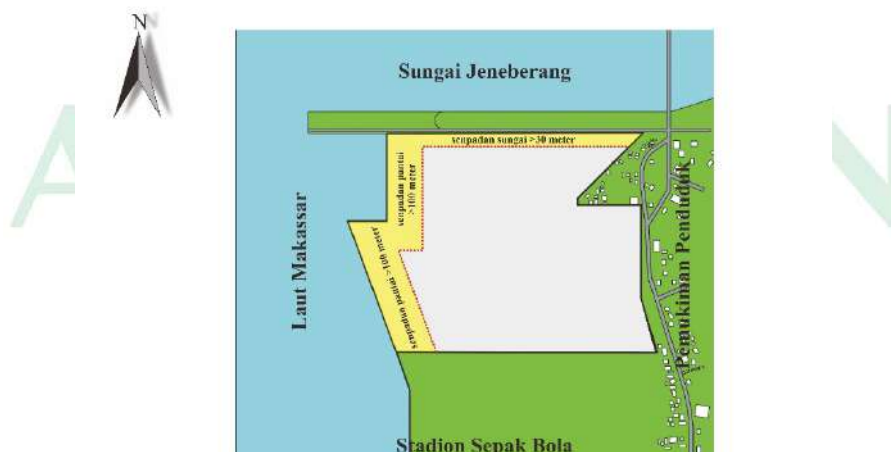 N
Sungai Jeneberang
sempadan sungai >30 meter
sempadan pantai
>100 meter
sempadan pantai >100 meter
Laut Makassar
Pemukiman Penduduk
Stadion Sepak Bola